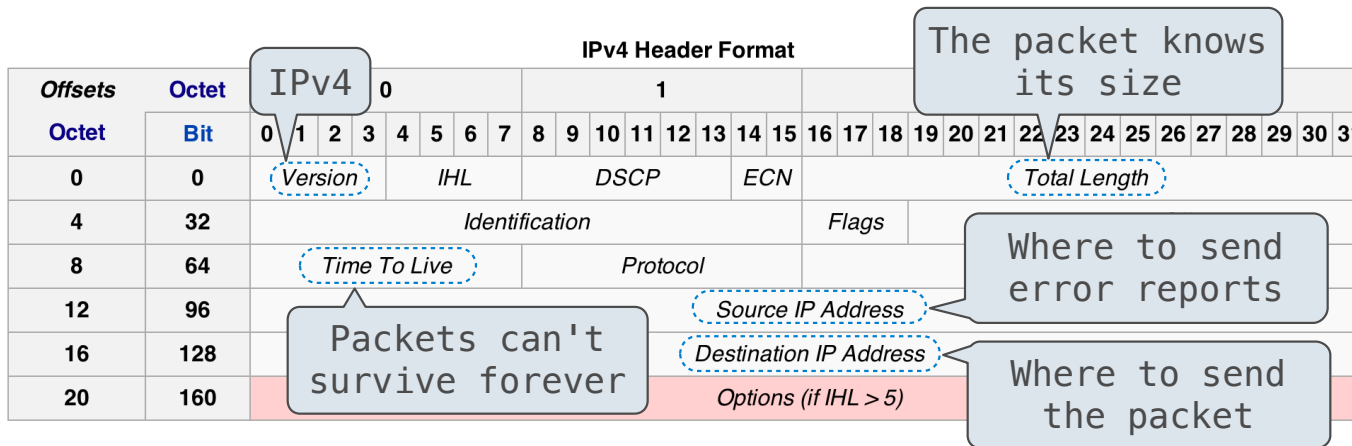 IPv4 Header Format
The packet knows
its size
IPv4
Offsets Octet 0 1
Octet Bit 0 1 2 3 4 5 6 7 8 9 10 11 12 13 14 15 16 17 18 19 20 21 22 23 24 25 26 27 28 29 30
0 0 Version IHL DSCP ECN Total Length
4 32 Identification Flags
8 64 Time To Live Protocol
Where to send
error reports
12 96 Source IP Address
Packets can't
survive forever
16 128 Destination IP Address
Where to send
the packet
20 160 Options (if IHL > 5)